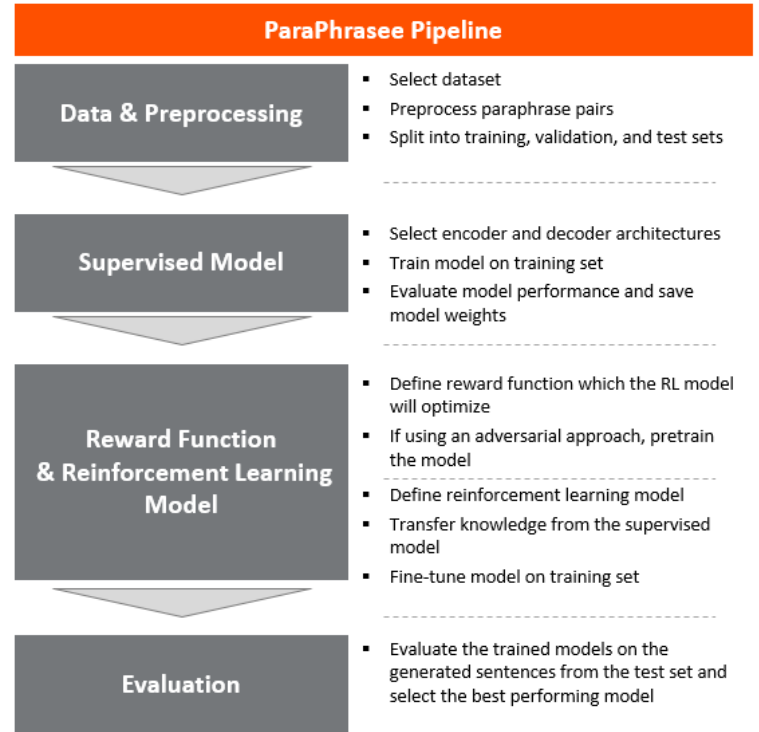 ParaPhrasee Pipeline
Data & Preprocessing
▪ Select dataset
▪ Preprocess paraphrase pairs
▪ Split into training, validation, and test sets
Supervised Model
▪ Select encoder and decoder architectures
▪ Train model on training set
▪ Evaluate model performance and save
model weights
Reward Function
& Reinforcement Learning
Model
▪ Define reward function which the RL model
will optimize
▪ If using an adversarial approach, pretrain
the model
▪ Define reinforcement learning model
▪ Transfer knowledge from the supervised
model
▪ Fine-tune model on training set
Evaluation
▪ Evaluate the trained models on the
generated sentences from the test set and
select the best performing model